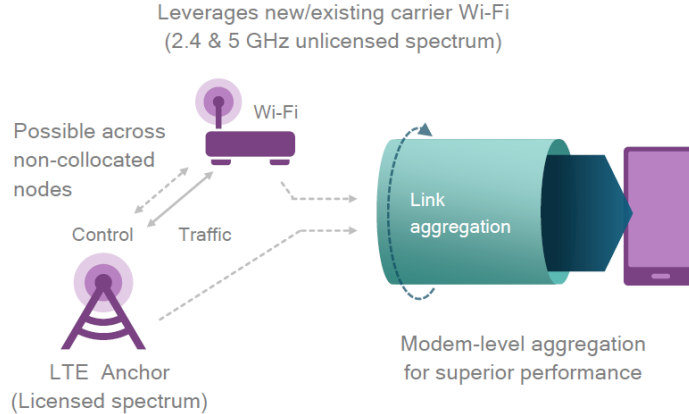 Leverages new/existing carrier Wi-Fi
(2.4 & 5 GHz unlicensed spectrum)
Wi-Fi
Possible across
non-collocated
nodes
Control
Traffic
Link
aggregation
LTE Anchor
(Licensed spectrum)
Modem-level aggregation
for superior performance